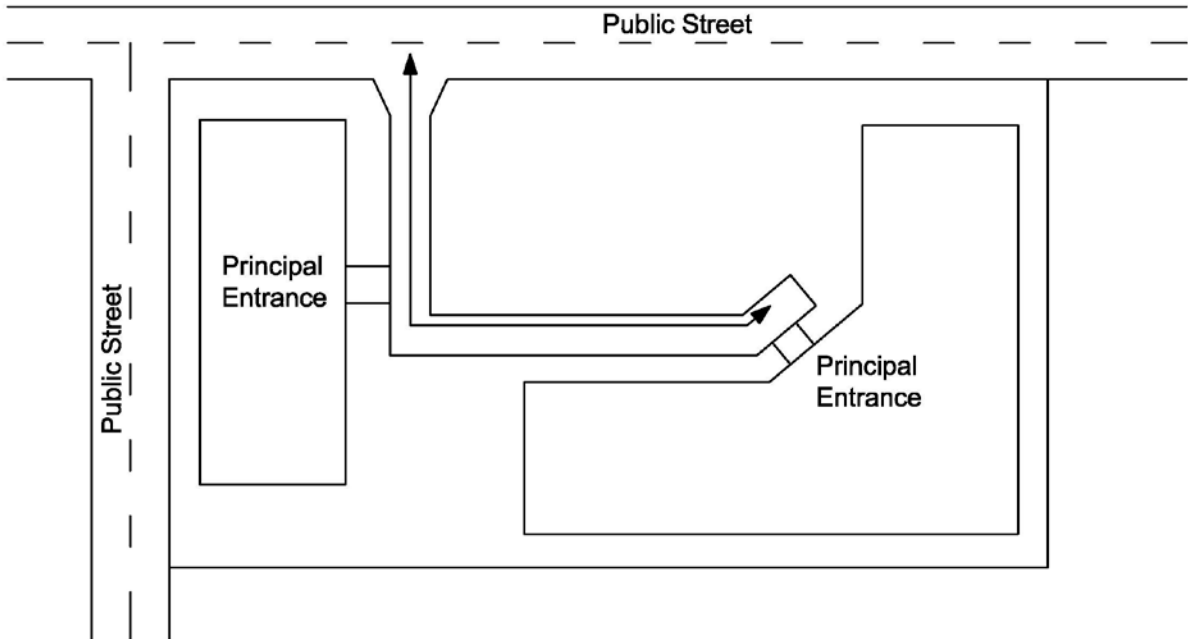 Public Street
Principal
Entrance
Public Street
Principal
Entrance